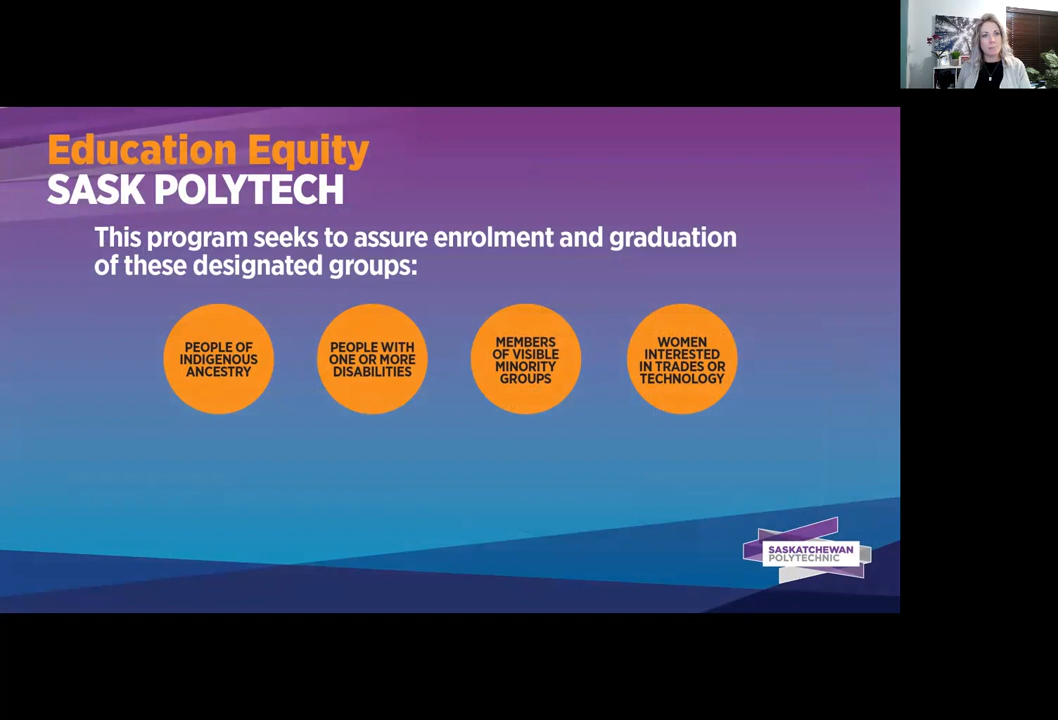 Education Equity
SASK POLYTECH
This program seeks to assure enrolment and graduation
of these designated groups:
PEOPLE OF
INDIGENOUS
ANCESTRY
PEOPLE WITH
ONE OR MORE
DISABILITIES
MEMBERS
OF VISIBLE
MINORITY
GROUPS
WOMEN
INTERESTED
IN TRADES OR
TECHNOLOGY
SASKATCHEWAN
POLYTECHNIC